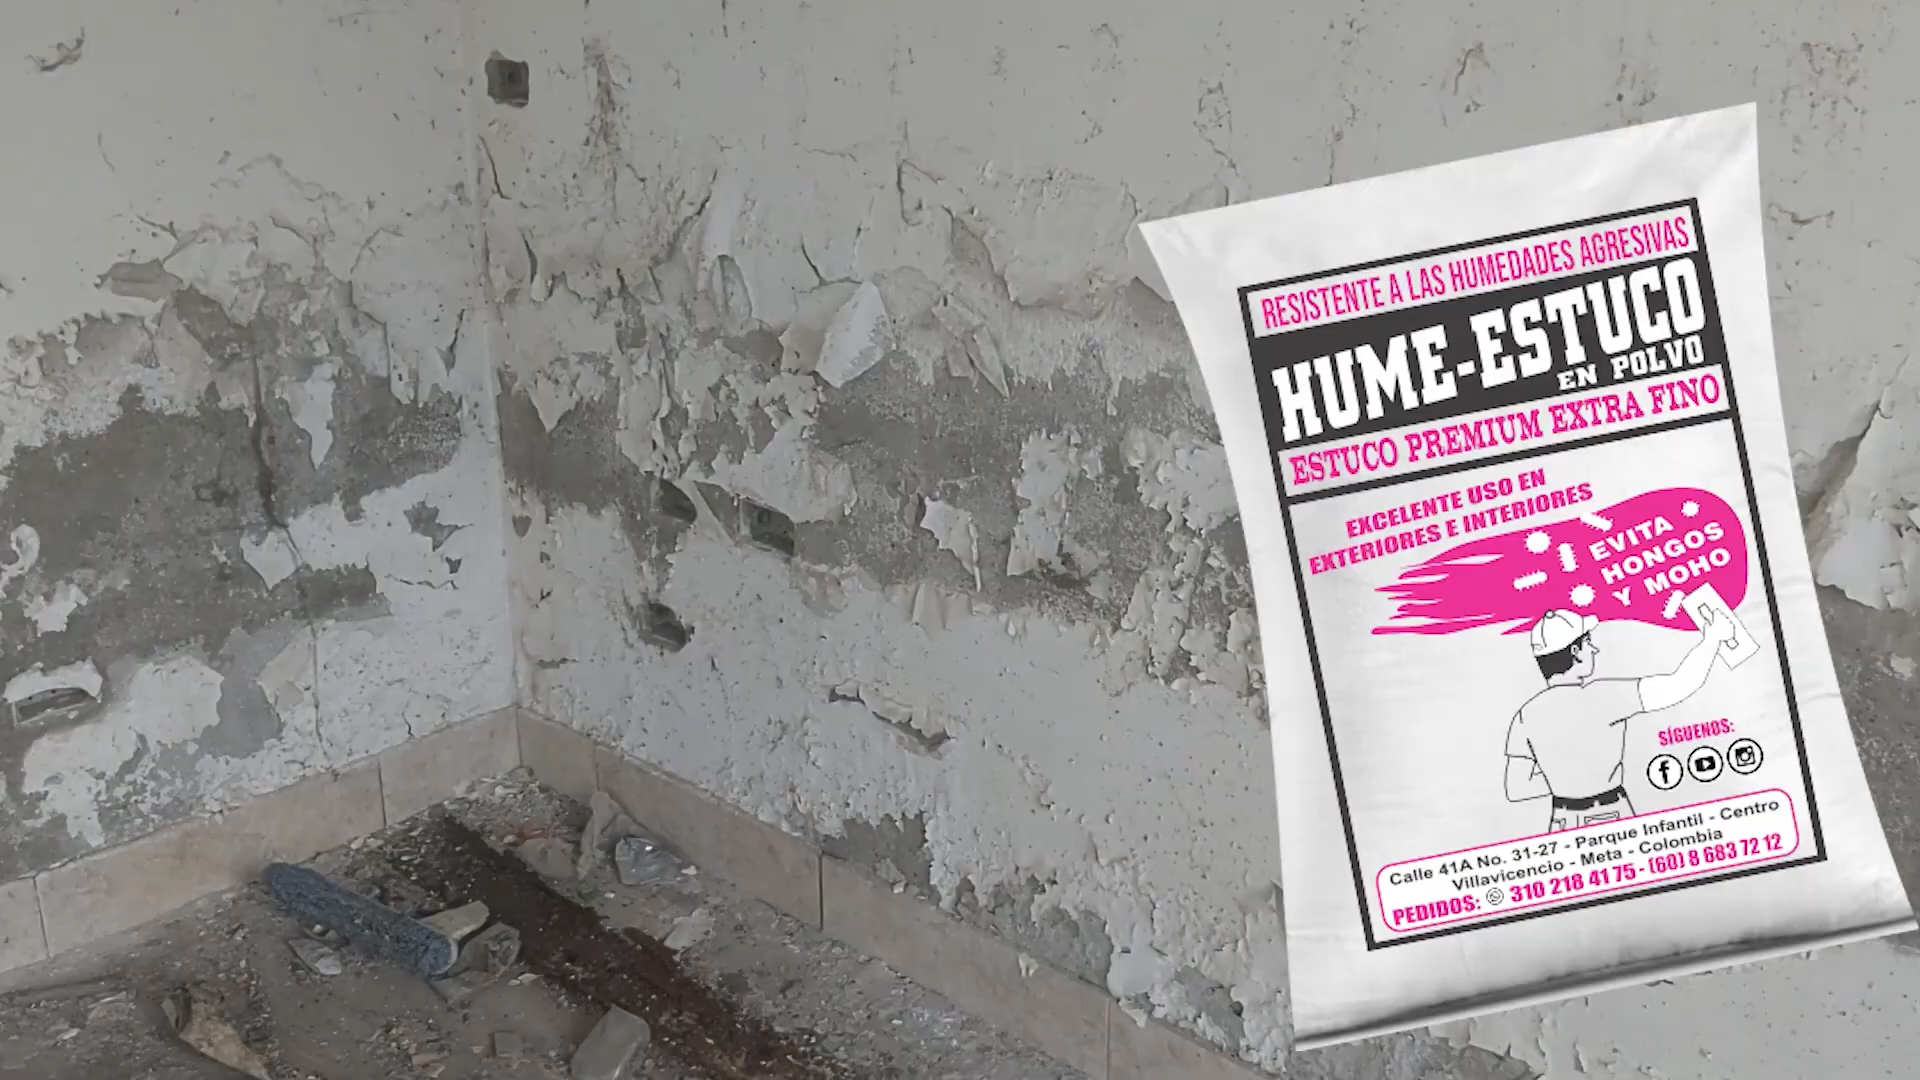 RESISTENTE A LAS HUMEDADES AGRESIVAS
HUME-ESTUCO
EN POLVO
ESTUCO PREMIUM EXTRA FINO
EXCELENTE USO EN
EXTERIORES E INTERIORES
EVITA
HONGOS
Y MOHO
SÍGUENOS:
Calle 41A No. 31-27 - Parque Infantil - Centro
Villavicencio - Meta - Colombia
PEDIDOS: 310 218 41 75 - (60) 8 683 72 12